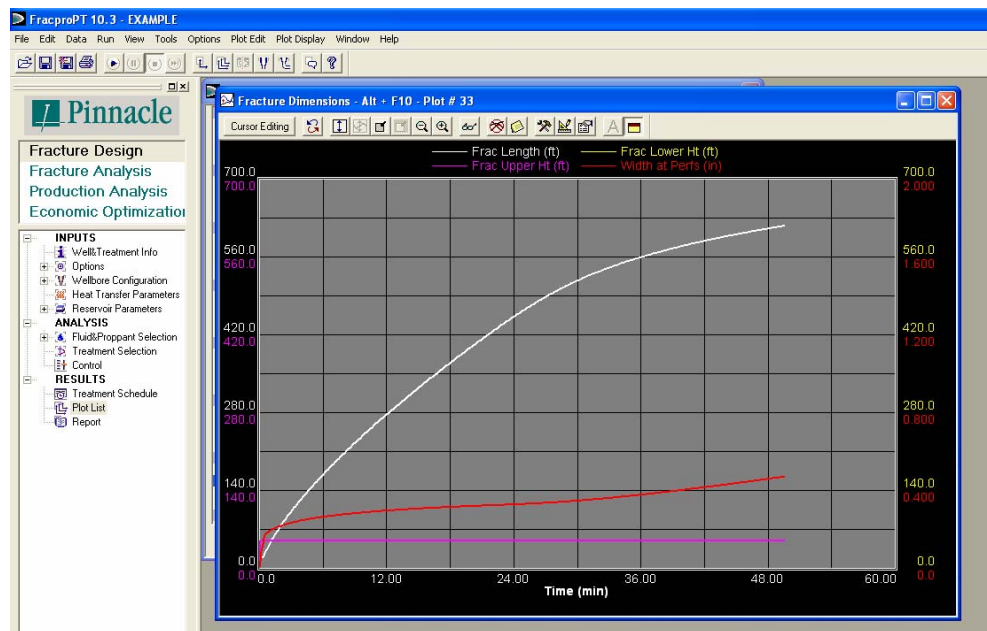 FracproPT 10.3 - EXAMPLE
File Edit Data Run View Tools Options Plot Edit Plot Display Window Help
Pinnacle
Fracture Design
Fracture Analysis
Production Analysis
Economic Optimization
INPUTS
Well&Treatment Info
Options
Wellbore Configuration
Heat Transfer Parameters
Reservoir Parameters
ANALYSIS
Fluid&Proppant Selection
Treatment Selection
Control
RESULTS
Treatment Schedule
Plot List
Report
Fracture Dimensions - Alt + F10 - Plot # 33
Cursor Editing
A
Frac Length (ft) Frac Lower Ht (ft)
Frac Upper Ht (ft) Width at Perfs (in)
700.0 700.0
700.0 2.000
560.0 560.0
560.0 1.600
420.0 420.0
420.0 1.200
280.0 280.0
280.0 0.800
140.0 140.0
140.0 0.400
0.0 0.0
0.0 0.0
0.0 12.00 24.00 36.00 48.00 60.00
Time (min)